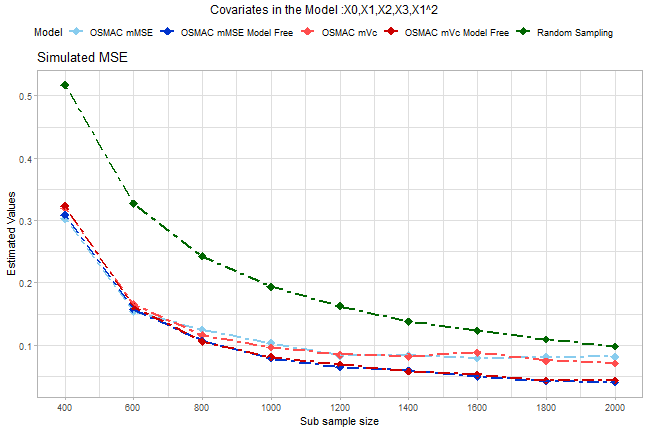 Covariates in the Model :X0,X1,X2,X3,X1^2
Model OSMAC mMSE OSMAC mMSE Model Free OSMAC mVc OSMAC mVc Model Free Random Sampling
Simulated MSE
Estimated Values
0.5
0.4
0.3
0.2
0.1
400 600 800 1000 1200 1400 1600 1800 2000
Sub sample size